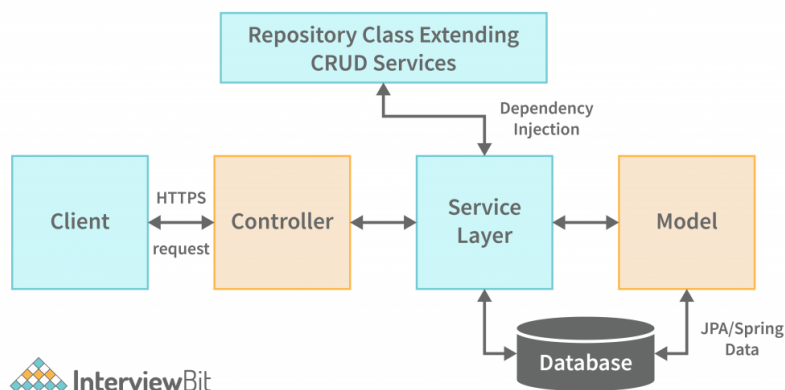 Repository Class Extending
CRUD Services
Dependency
Injection
Client
HTTPS
request
Controller
Service
Layer
Model
Database
JPA/Spring
Data
InterviewBit